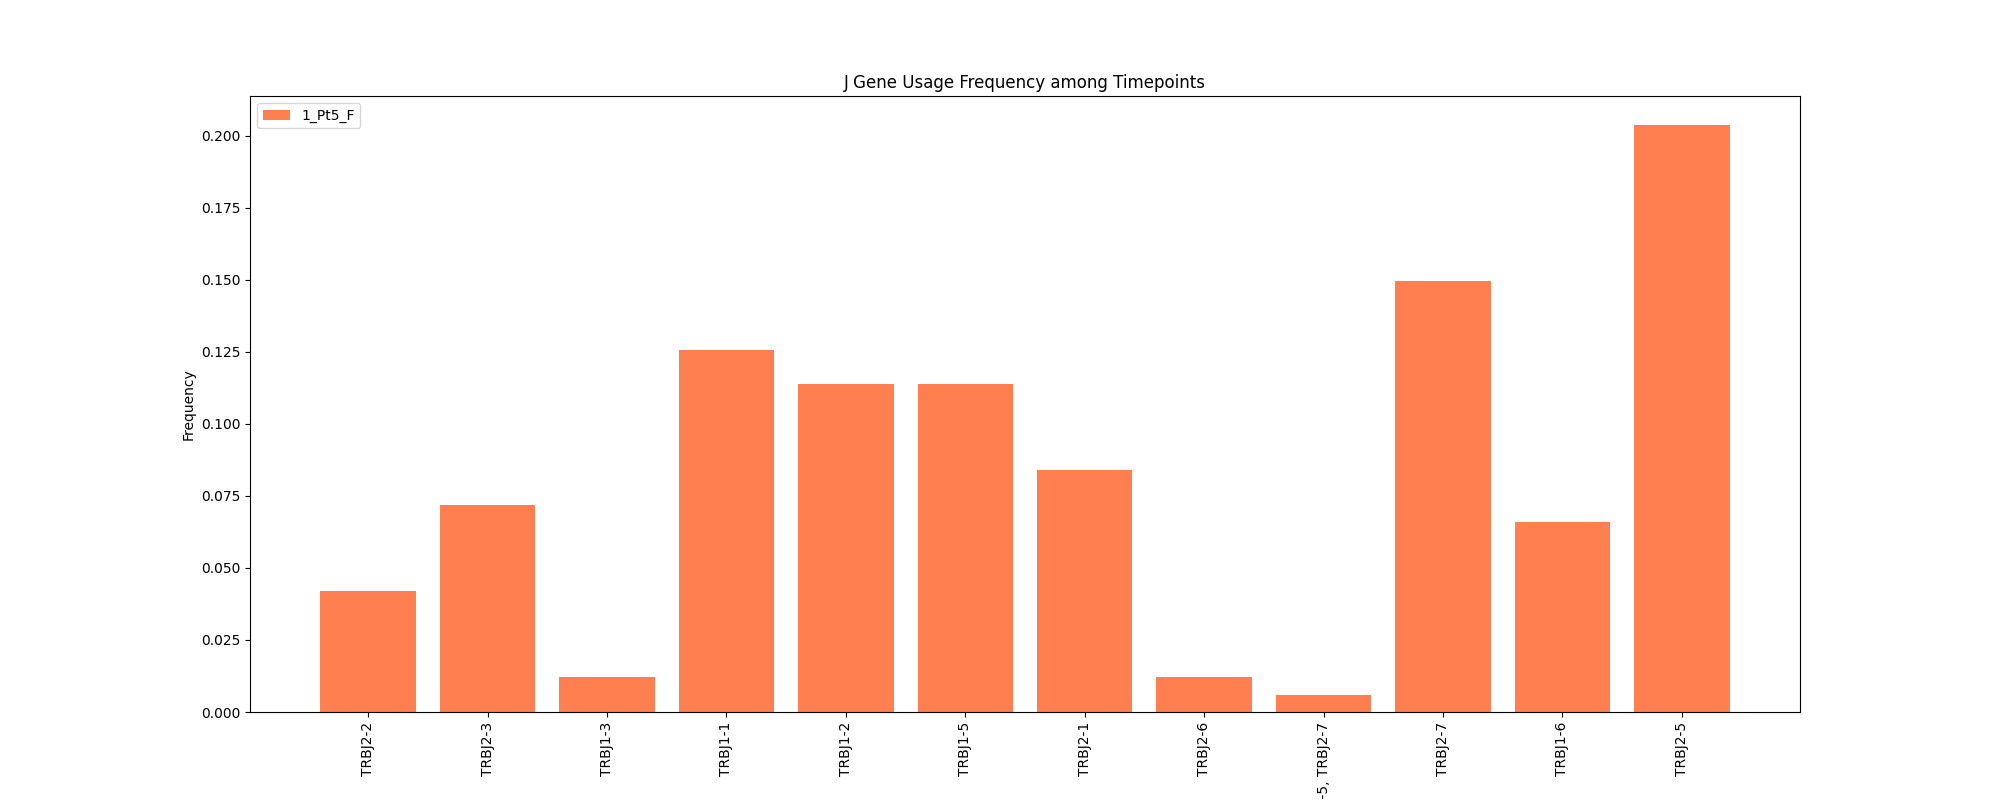 J Gene Usage Frequency among Timepoints
1_Pt5_F
Frequency
0.200
0.175
0.150
0.125
0.100
0.075
0.050
0.025
0.000
TRBJ2-2
TRBJ2-3
TRBJ1-3
TRBJ1-1
TRBJ1-2
TRBJ1-5
TRBJ2-1
TRBJ2-6
-5, TRBJ2-7
TRBJ2-7
TRBJ1-6
TRBJ2-5